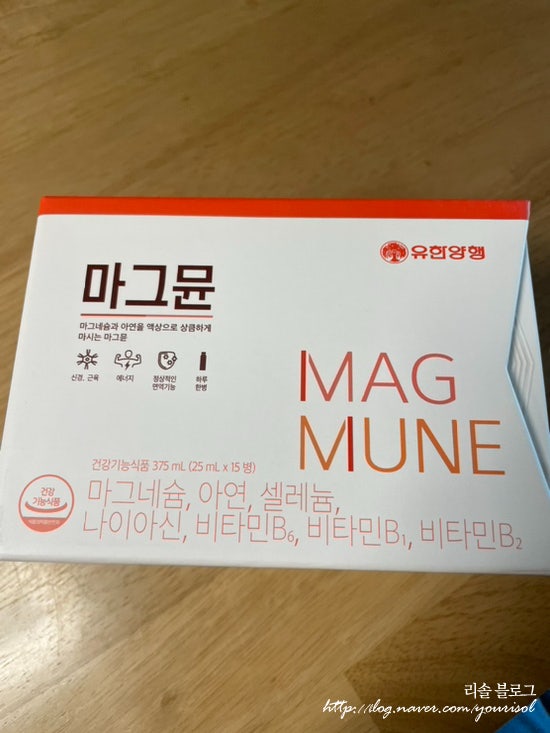 유한양행
마그뮨
마그네슘과 아연을 액상으로 상큼하게
마시는 마그뮨
신경, 근육
에너지
정상적인
면역기능
하루
한병
MAG
MUNE
건강기능식품 375 mL (25 mL x 15 병)
건강
기능식품
마그네슘, 아연, 셀레늄,
나이아신, 비타민B₆, 비타민B₁, 비타민B₂
리솔 블로그
http://blog.naver.com/yourisol